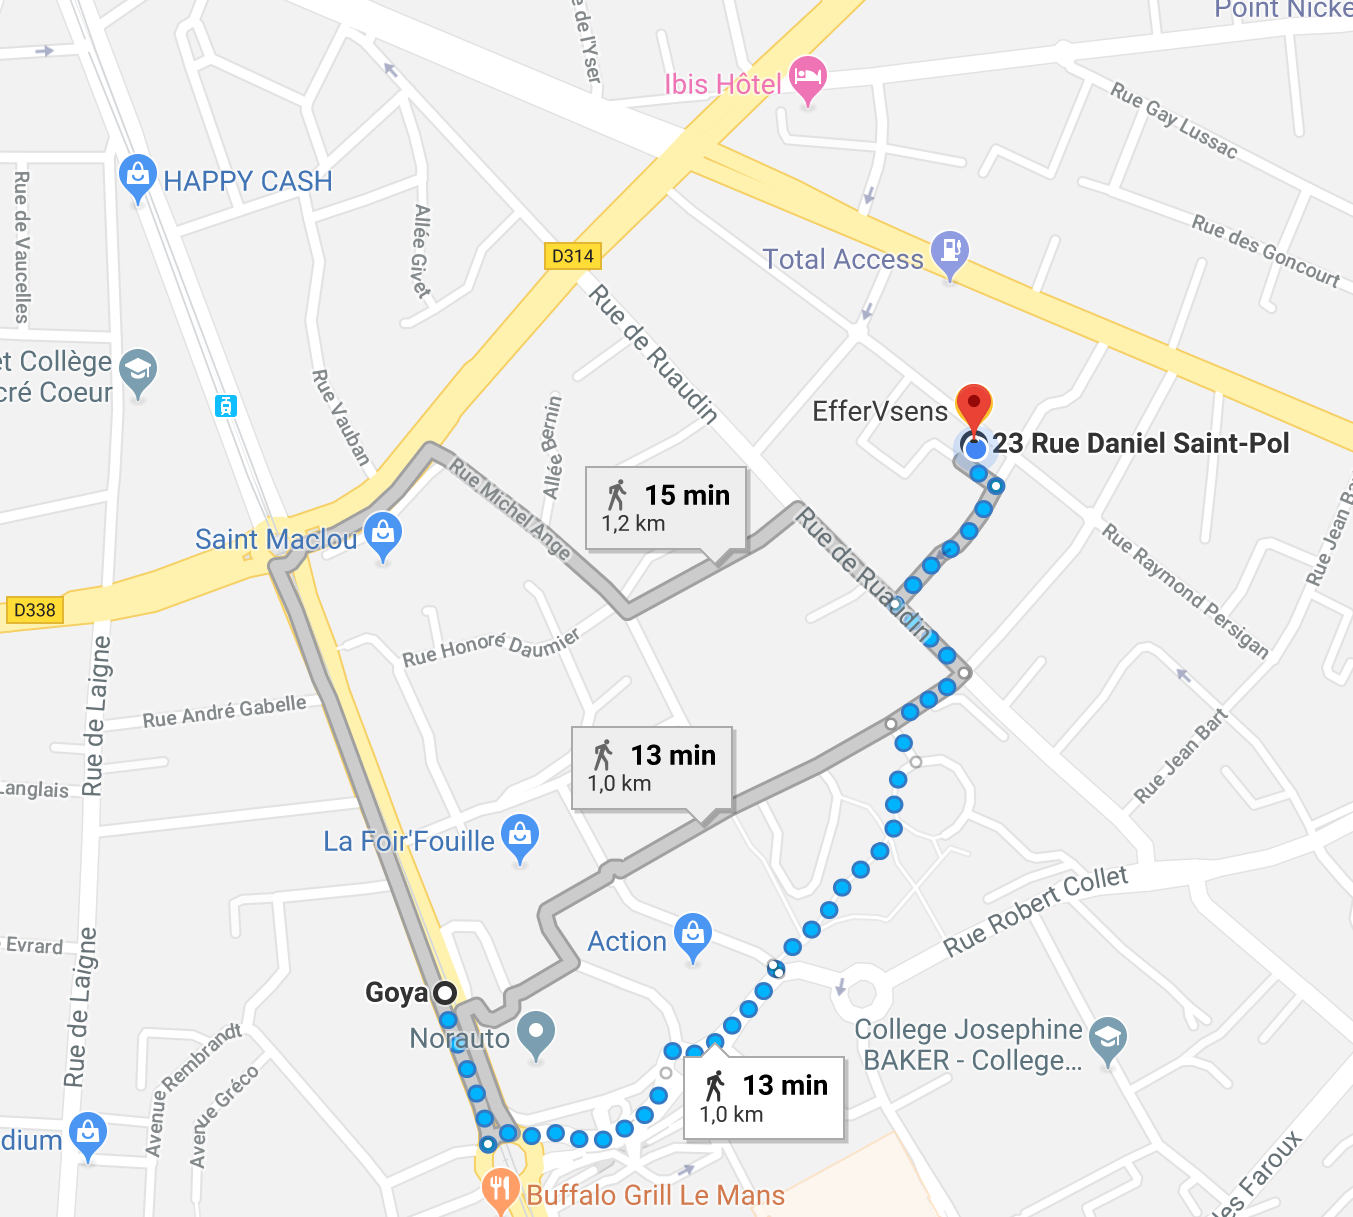 Point Nicke
e de l'Yser
Ibis Hôtel
Rue Gay Lussac
HAPPY CASH
Rue de Vaucelles
Allée Givet
Rue des Goncourt
D314
Total Access
Rue de Ruaudin
et Collège
cré Coeur
Rue Vauban
Allée Bernin
EfferVsens
23 Rue Daniel Saint-Pol
Rue Michel Ange
15 min
1,2 km
Saint Maclou
Rue de Ruaudin
Rue Jean Ba
Rue Raymond Persigan
D338
Rue Honoré Daumier
Rue de Laigne
Rue André Gabelle
13 min
1,0 km
Rue Jean Bart
Langlais
La Foir'Fouille
Rue Robert Collet
Evrard
Action
Rue de Laigne
Goya
Norauto
College Josephine
BAKER - College...
Avenue Rembrandt
Avenue Gréco
13 min
1,0 km
dium
Buffalo Grill Le Mans
les Faroux